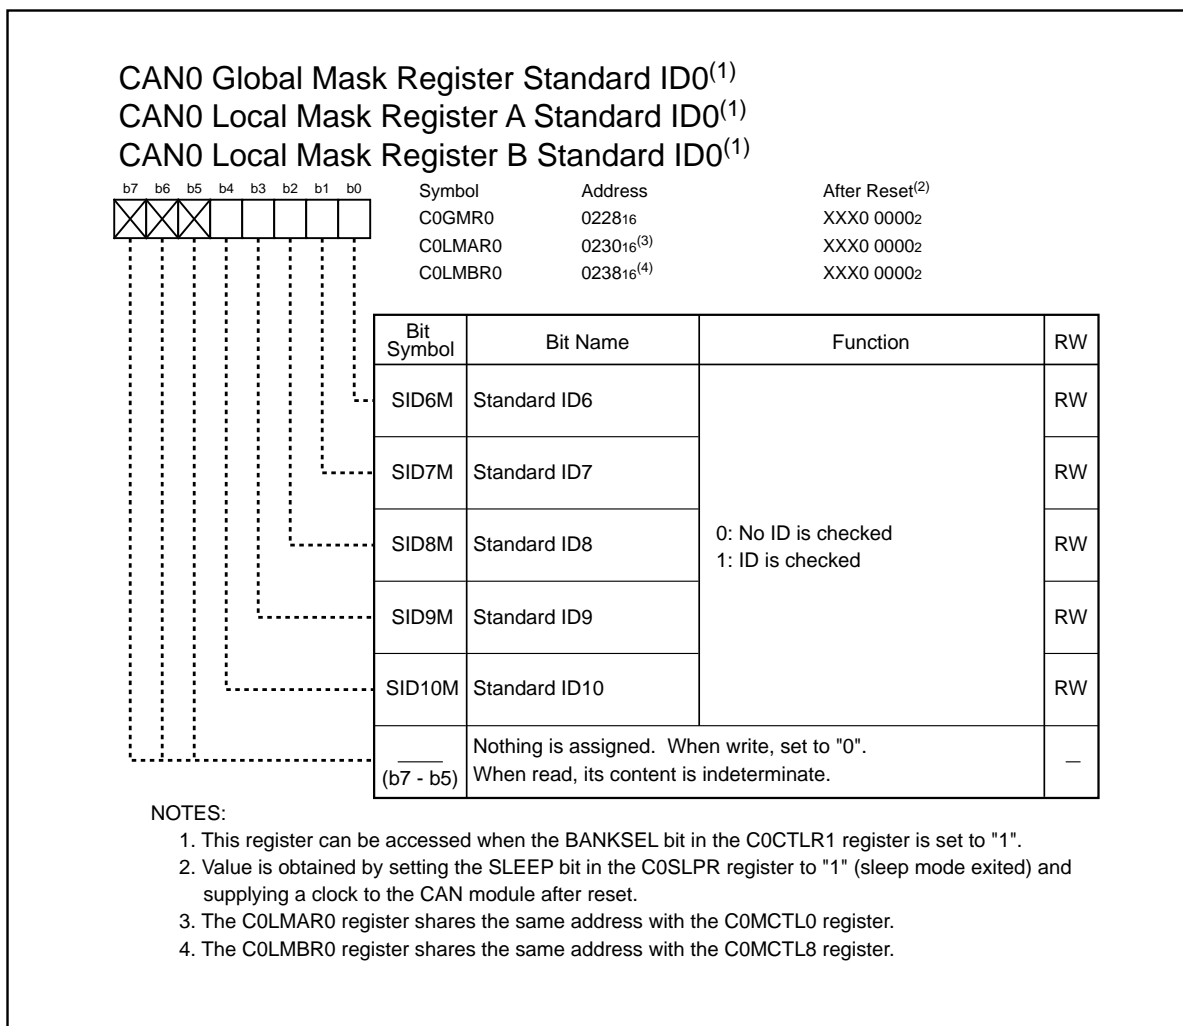 CAN0 Global Mask Register Standard ID0(1)
CAN0 Local Mask Register A Standard ID0(1)
CAN0 Local Mask Register B Standard ID0(1)
b7 b6 b5 b4 b3 b2 b1 b0
Symbol Address After Reset(2)
C0GMR0 022816 XXX0 00002
C0LMAR0 023016(3) XXX0 00002
C0LMBR0 023816(4) XXX0 00002
Bit Symbol Bit Name Function RW
SID6M Standard ID6 RW
SID7M Standard ID7 RW
SID8M Standard ID8 RW
0: No ID is checked
1: ID is checked
SID9M Standard ID9 RW
SID10M Standard ID10 RW
(b7 - b5) Nothing is assigned. When write, set to "0".
When read, its content is indeterminate. —
NOTES:
1. This register can be accessed when the BANKSEL bit in the C0CTLR1 register is set to "1".
2. Value is obtained by setting the SLEEP bit in the C0SLPR register to "1" (sleep mode exited) and
supplying a clock to the CAN module after reset.
3. The C0LMAR0 register shares the same address with the C0MCTL0 register.
4. The C0LMBR0 register shares the same address with the C0MCTL8 register.